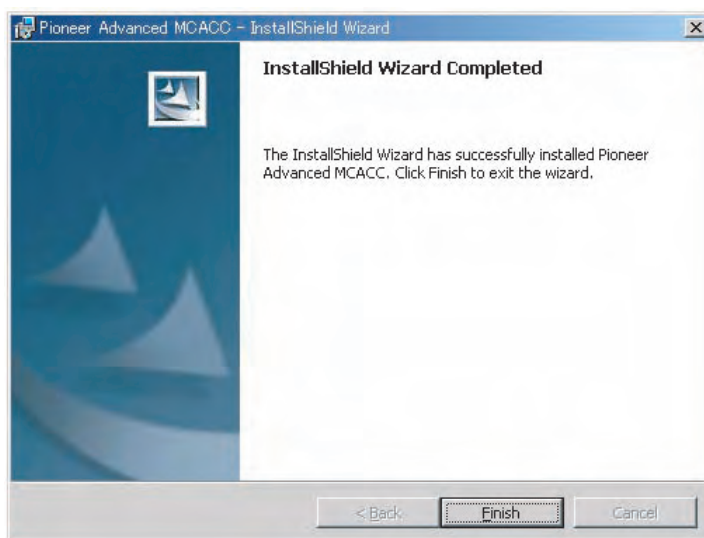 Pioneer Advanced MCACC - InstallShield Wizard
InstallShield Wizard Completed
The InstallShield Wizard has successfully installed Pioneer
Advanced MCACC. Click Finish to exit the wizard.
< Back Finish Cancel